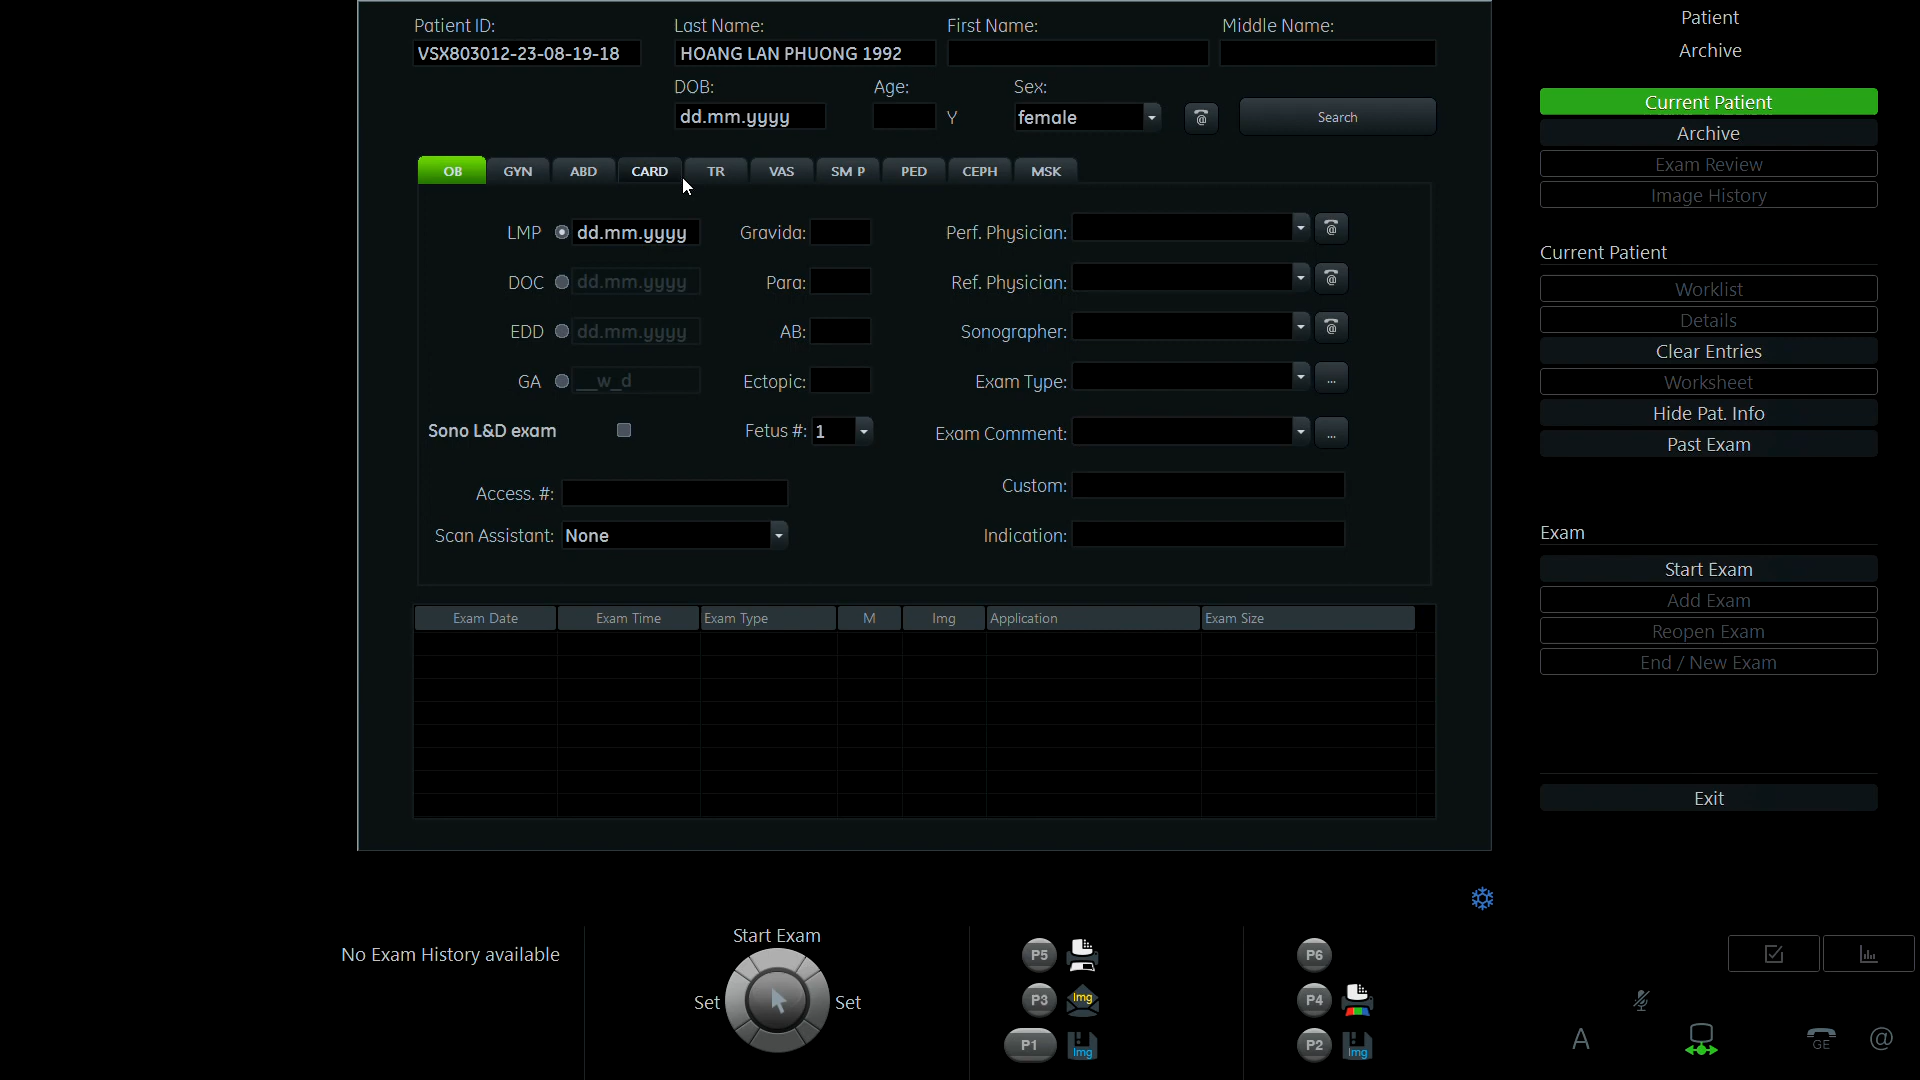 Patient ID: Last Name: First Name: Middle Name:
VSX803012-23-08-19-18 HOANG LAN PHUONG 1992
DOB: Age: Sex:
dd.mm.yyyy Y female @ Search
OB GYN ABD CARD TR VAS SM P PED CEPH MSK
LMP dd.mm.yyyy Gravida: Perf. Physician: @
DOC dd.mm.yyyy Para: Ref. Physician: @
EDD dd.mm.yyyy AB: Sonographer: @
GA __w_d Ectopic: Exam Type: ...
Sono L&D exam Fetus #: 1 Exam Comment: ...
Access. #: Custom:
Scan Assistant: None Indication:
Exam Date Exam Time Exam Type M Img Application Exam Size
Patient
Archive
Current Patient
Archive
Exam Review
Image History
Current Patient
Worklist
Details
Clear Entries
Worksheet
Hide Pat. Info
Past Exam
Exam
Start Exam
Add Exam
Reopen Exam
End / New Exam
Exit
No Exam History available
Start Exam
Set Set
P5 P6
P3 Img P4
P1 Img P2 Img
A GE @